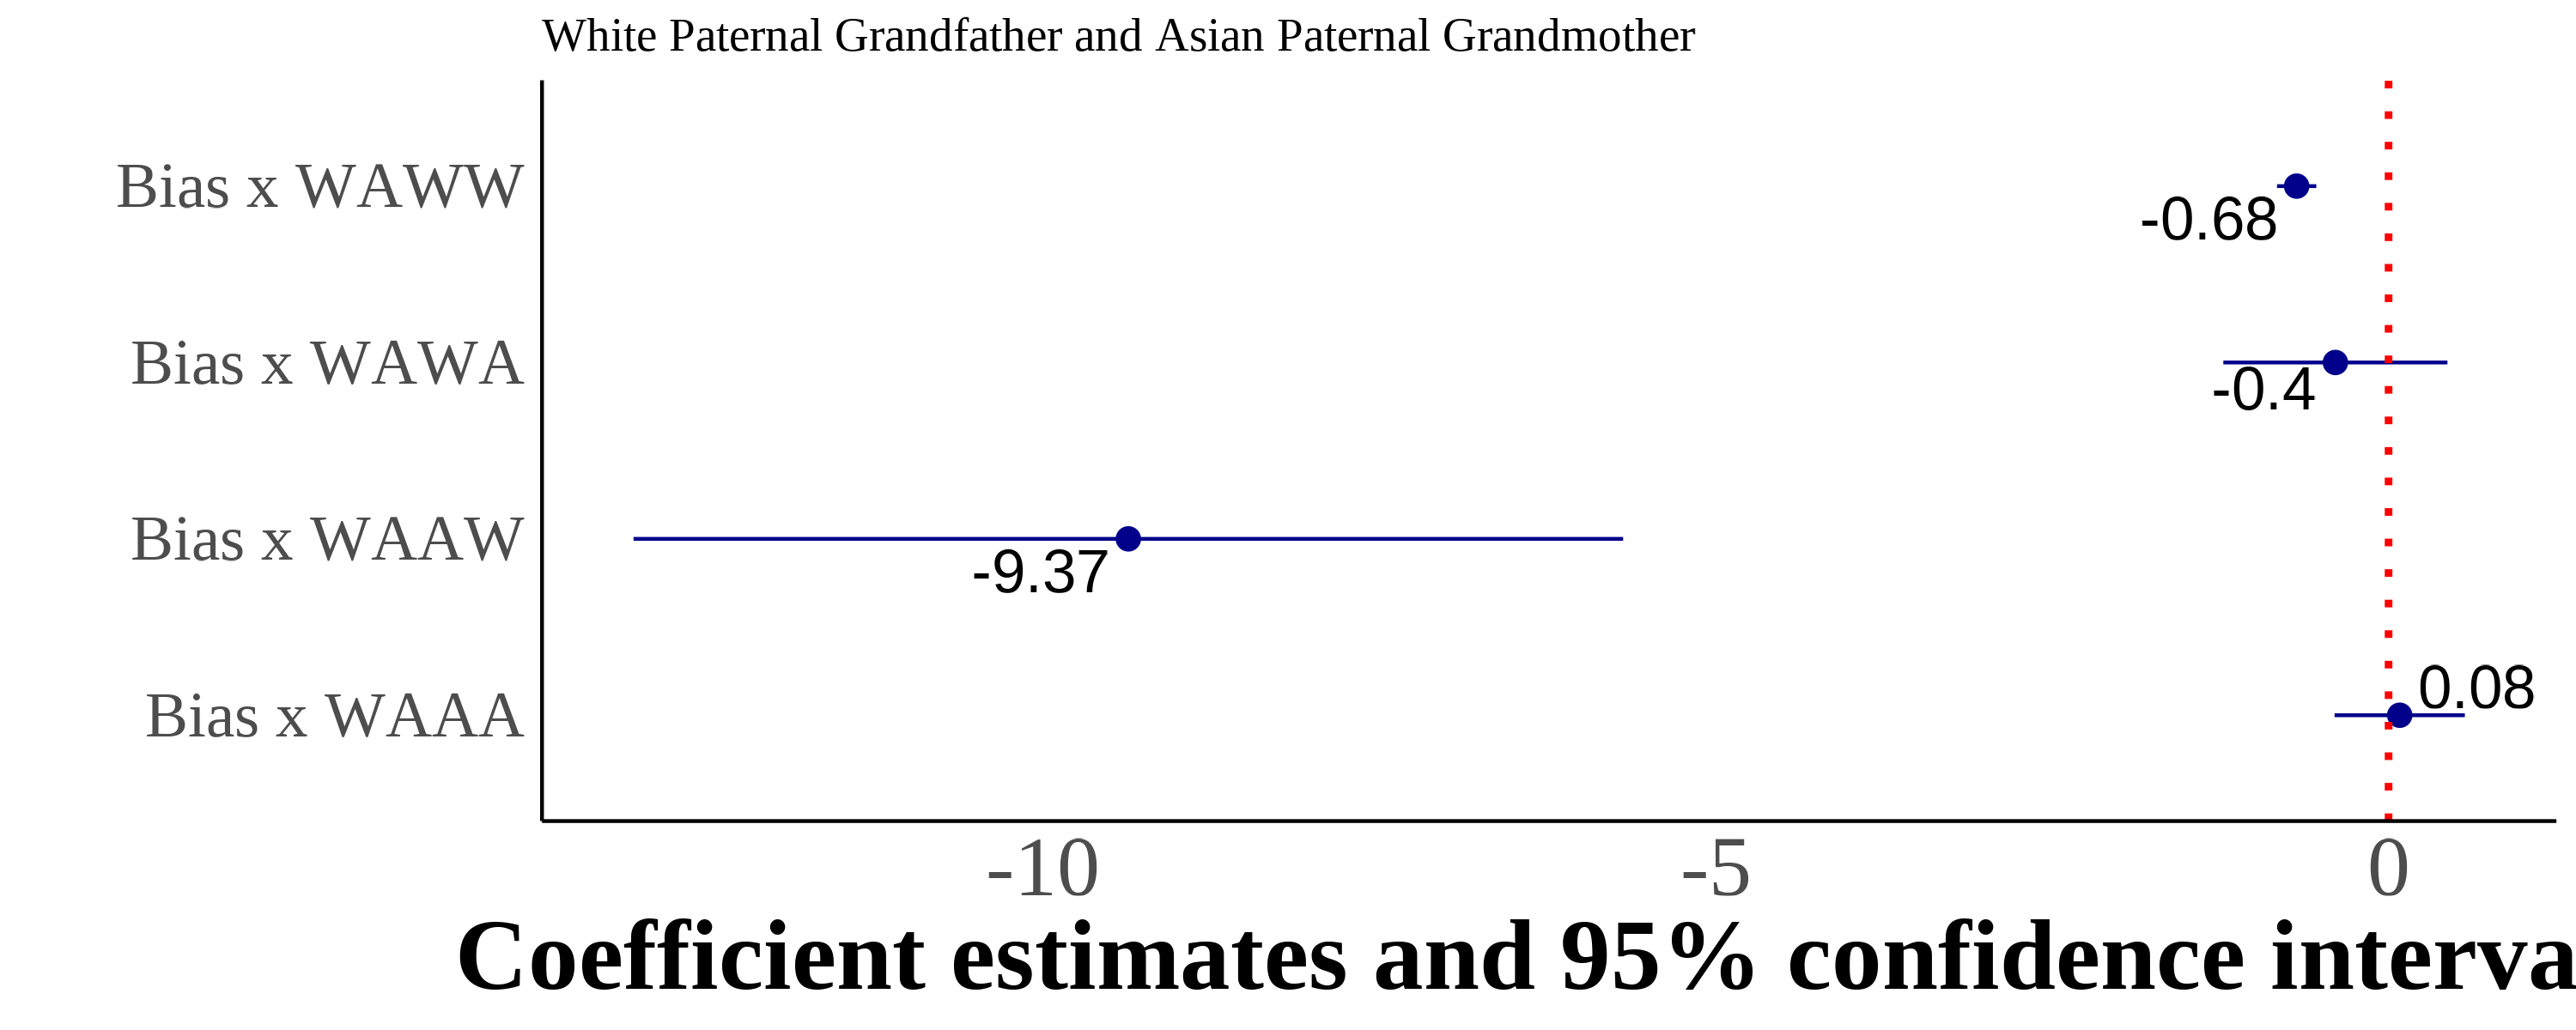 White Paternal Grandfather and Asian Paternal Grandmother
Bias x WAWW
-0.68
Bias x WAWA
-0.4
Bias x WAAW
-9.37
Bias x WAAA
0.08
-10 -5 0
Coefficient estimates and 95% confidence interva